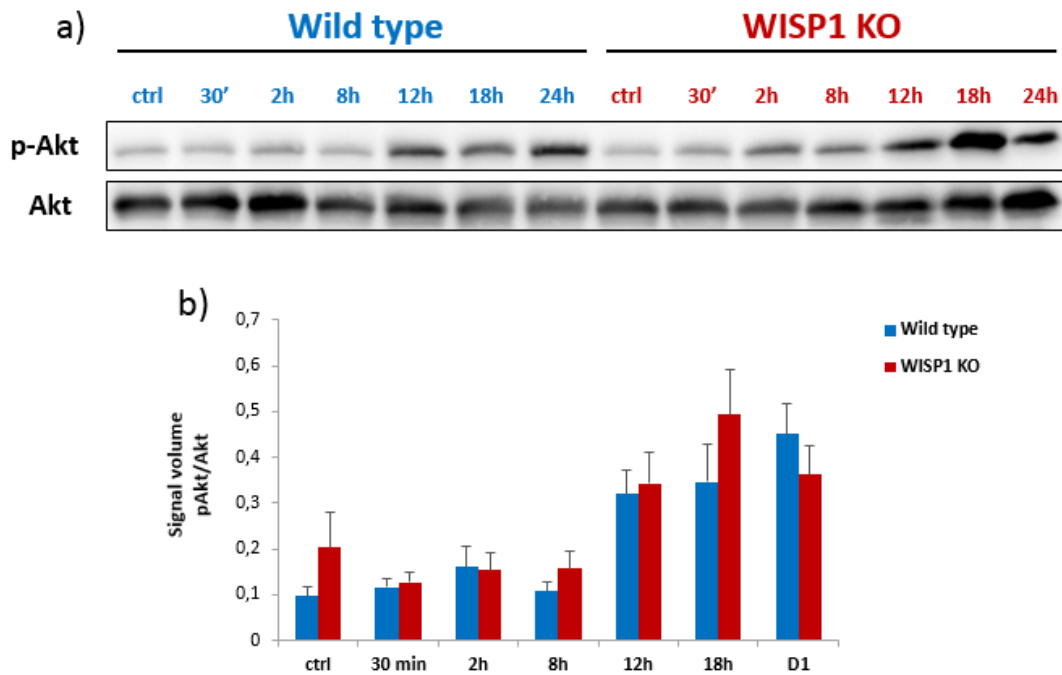 a) Wild type WISP1 KO
ctrl 30’ 2h 8h 12h 18h 24h ctrl 30’ 2h 8h 12h 18h 24h
p-Akt
Akt
b)
0,7
0,6
0,5
0,4
0,3
0,2
0,1
0
Signal volume
pAkt/Akt
ctrl 30 min 2h 8h 12h 18h D1
Wild type
WISP1 KO